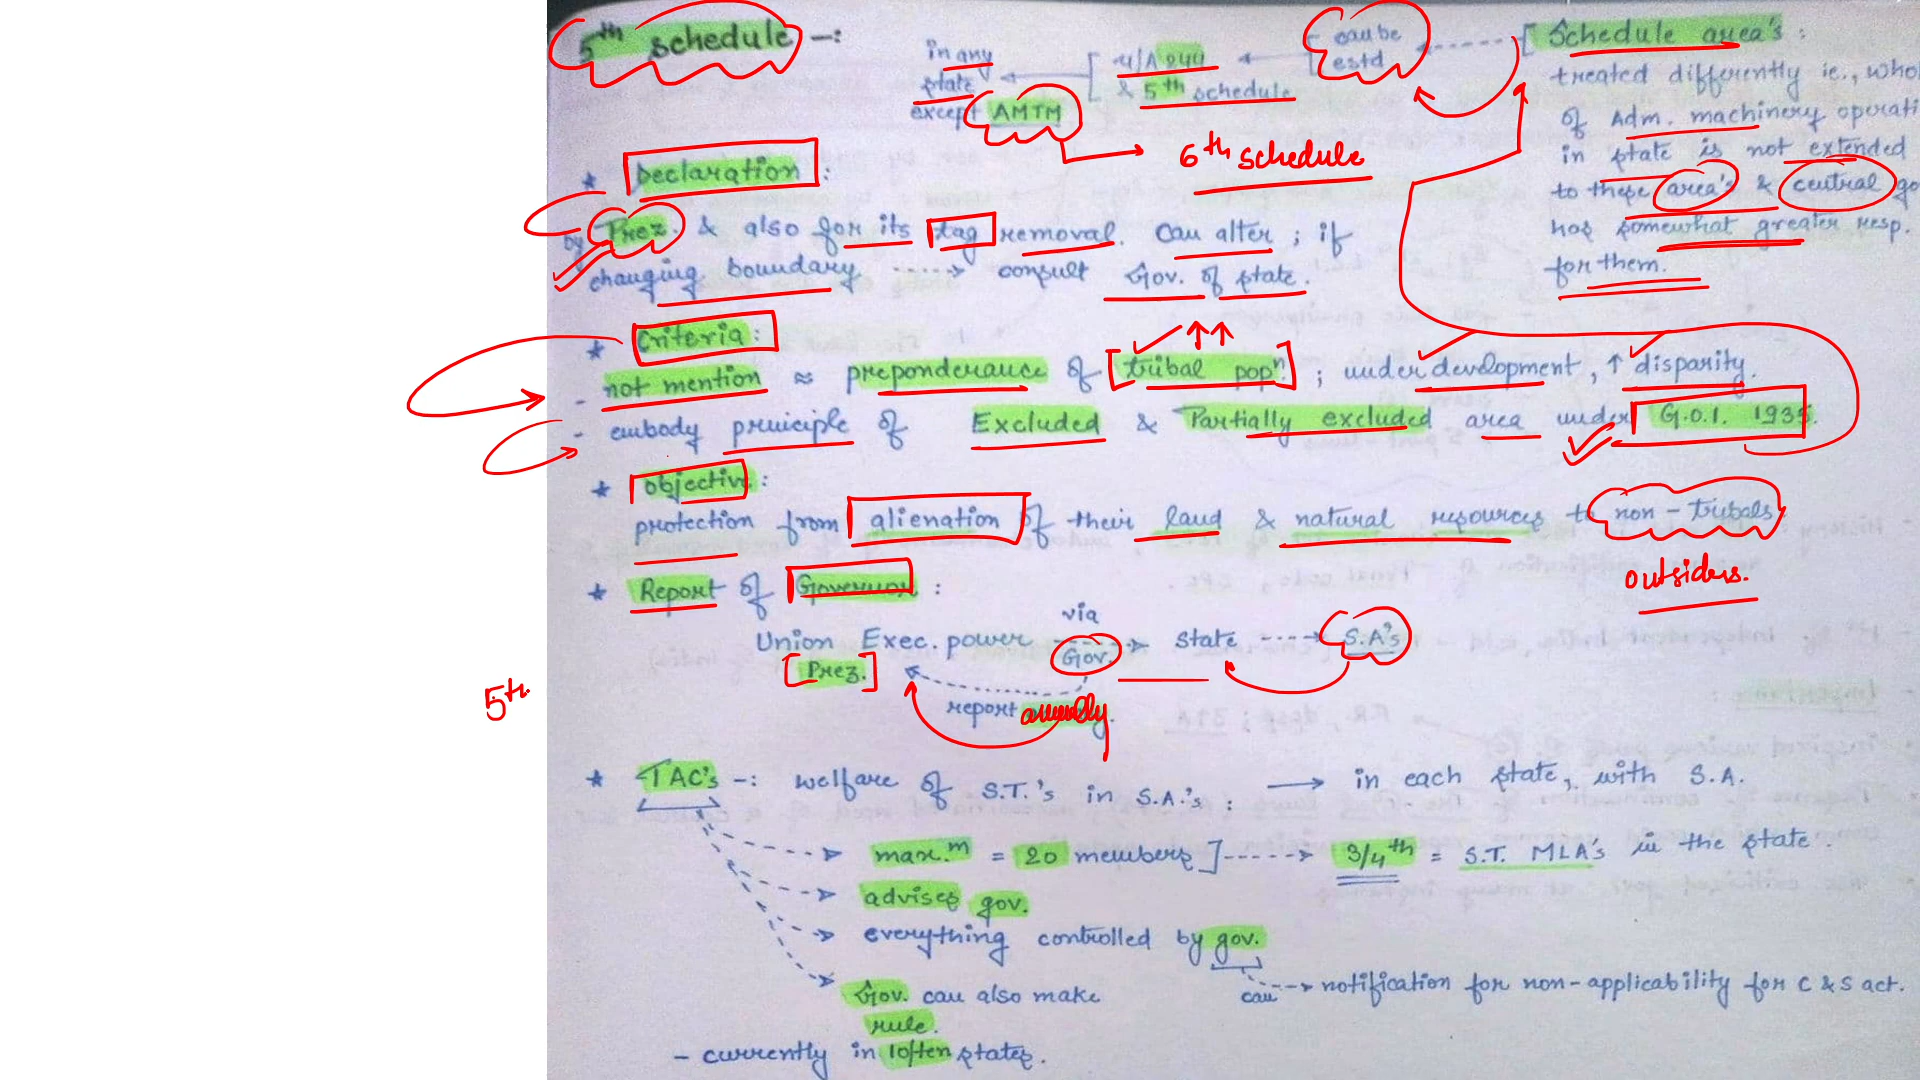 5th schedule -:
in any state except AMTM
u/A 244 & 5th schedule
can be estd
Schedule area's :
treated differently ie., whol
of Adm. machinery operati
in state is not extended
to these area's & central go
has somewhat greater resp.
for them.
6th schedule
* Declaration :
by Prez. & also for its tag removal. Can alter ; if
changing boundary consult Gov. of state.
* Criteria :
- not mention ≈ preponderance of [tribal popn.] ; under development, ↑ disparity.
- embody principle of Excluded & Partially excluded area under G.O.I. 1935.
* objective :
protection from alienation of their land & natural resources to non-tribals.
outsiders.
* Report of Governor :
Union Exec. power via Gov. state S.A's
[Prez.]
report annually.
5th
* TAC's -: welfare of S.T.'s in S.A.'s : → in each state, with S.A.
max.m = 20 members ] 3/4th = S.T. MLA's in the state.
advises gov.
everything controlled by gov.
can notification for non-applicability for C & S act.
Gov. can also make rule.
- currently in 10/ten states.